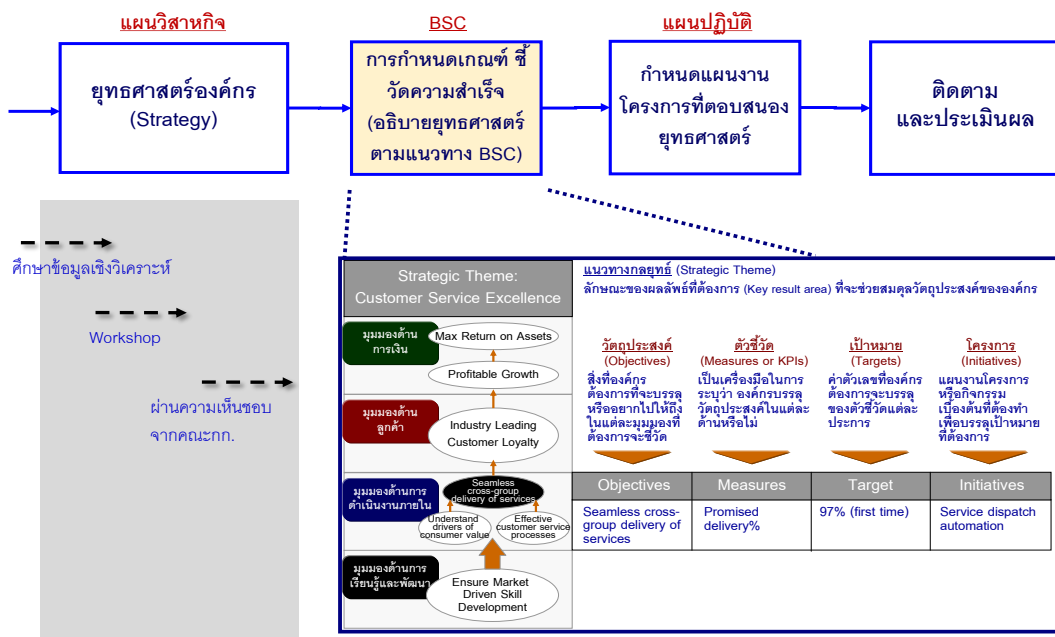 แผนวิสาหกิจ
BSC
แผนปฏิบัติ
ยุทธศาสตร์องค์กร
(Strategy)
การกำหนดเกณฑ์ ชี้
วัดความสำเร็จ
(อธิบายยุทธศาสตร์
ตามแนวทาง BSC)
กำหนดแผนงาน
โครงการที่ตอบสนอง
ยุทธศาสตร์
ติดตาม
และประเมินผล
ศึกษาข้อมูลเชิงวิเคราะห์
Workshop
ผ่านความเห็นชอบ
จากคณะกก.
Strategic Theme:
Customer Service Excellence
แนวทางกลยุทธ์ (Strategic Theme)
ลักษณะของผลลัพธ์ที่ต้องการ (Key result area) ที่จะช่วยสมดุลวัตถุประสงค์ขององค์กร
มุมมองด้าน
การเงิน
Max Return on Assets
Profitable Growth
มุมมองด้าน
ลูกค้า
Industry Leading
Customer Loyalty
มุมมองด้านการ
ดำเนินงานภายใน
Seamless
cross-group
delivery of services
Understand
drivers of
consumer value
Effective
customer service
processes
มุมมองด้านการ
เรียนรู้และพัฒนา
Ensure Market
Driven Skill
Development
วัตถุประสงค์
(Objectives)
สิ่งที่องค์กร
ต้องการที่จะบรรลุ
หรืออยากไปให้ถึง
ในแต่ละมุมมองที่
ต้องการจะชี้วัด
ตัวชี้วัด
(Measures or KPIs)
เป็นเครื่องมือในการ
ระบุว่า องค์กรบรรลุ
วัตถุประสงค์ในแต่ละ
ด้านหรือไม่
เป้าหมาย
(Targets)
ค่าตัวเลขที่องค์กร
ต้องการจะบรรลุ
ของตัวชี้วัดแต่ละ
ประการ
โครงการ
(Initiatives)
แผนงานโครงการ
หรือกิจกรรม
เบื้องต้นที่ต้องทำ
เพื่อบรรลุเป้าหมาย
ที่ต้องการ
Objectives
Measures
Target
Initiatives
Seamless cross-
group delivery of
services
Promised
delivery%
97% (first time)
Service dispatch
automation